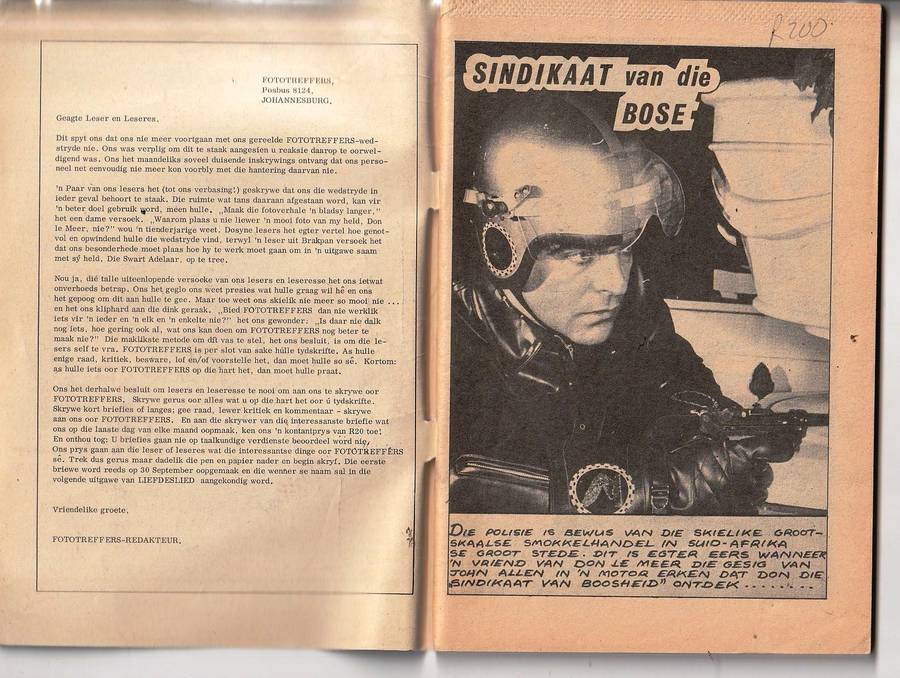 FOTOTREFFERS,
Posbus 8124,
JOHANNESBURG.
Geagte Leser en Leseres,
Dit spyt ons dat ons nie meer voortgaan met ons gereelde FOTOTREFFERS-wed-
stryde nie. Ons was verplig om dit te staak aangesien u reaksie daarop te oorwel-
digend was. Ons het maandeliks soveel duisende inskrywings ontvang dat ons perso-
neel net eenvoudig nie meer kon voorbly met die hantering daarvan nie.
'n Paar van ons lesers het (tot ons verbasing!) geskrywe dat ons die wedstryde in
ieder geval behoort te staak. Die ruimte wat tans daaraan afgestaan word, kan vir
'n beter doel gebruik word, meen hulle. „Maak die fotoverhale 'n bladsy langer,"
het een dame versoek. „Waarom plaas u nie liewer 'n mooi foto van my held, Don
le Meer, nie?" wou 'n tienderjarige weet. Dosyne lesers het egter vertel hoe genot-
vol en opwindend hulle die wedstryde vind, terwyl 'n leser uit Brakpan versoek het
dat ons besonderhede moet plaas hoe hy te werk moet gaan om in 'n uitgawe saam
met sý held, Die Swart Adelaar, op te tree.
Nou ja, dié talle uiteenlopende versoeke van ons lesers en leseresse het ons ietwat
onverhoeds betrap. Ons het geglo ons weet presies wat hulle graag wil hê en ons
het gepoog om dit aan hulle te gee. Maar toe weet ons skielik nie meer so mooi nie ...
en ons het ons kliphard aan die dink geraak. „Bied FOTOTREFFERS dan nie werklik
iets vir 'n ieder en 'n elk en 'n enkelte nie?" het ons gewonder; „Is daar nie dalk
nog iets, hoe gering ook al, wat ons kan doen om FOTOTREFFERS nog beter te
maak nie?" Die maklikste metode om dít vas te stel, het ons besluit, is om die le-
sers self te vra. FOTOTREFFERS is per slot van sake húlle tydskrifte. As hulle
enige raad, kritiek, besware, lof en/of voorstelle het, dan moet hulle so sê. Kortom:
as hulle iets oor FOTOTREFFERS op die hart het, dan moet hulle praat.
Ons het derhalwe besluit om lesers en leseresse te nooi om aan ons te skrywe oor
FOTOTREFFERS. Skrywe gerus oor alles wat u op die hart het oor ú tydskrifte.
Skrywe kort briefies of langes; gee raad, lewer kritiek en kommentaar - skrywe
aan ons oor FOTOTREFFERS. En aan die skrywer van die interessanste briefie wat
ons op die laaste dag van elke maand oopmaak, ken ons 'n kontantprys van R20 toe!
En onthou tog: U briefies gaan nie op taalkundige verdienste beoordeel word nie.
Ons prys gaan aan die leser of leseres wat die interessantste dinge oor FOTOTREFFERS
sê. Trek dus gerus maar dadelik die pen en papier nader en begin skryf. Die eerste
briewe word reeds op 30 September oopgemaak en die wenner se naam sal in die
volgende uitgawe van LIEFDESLIED aangekondig word.
Vriendelike groete,
FOTOTREFFERS-REDAKTEUR.
R200
SINDIKAAT van die
BOSE
DIE POLISIE IS BEWUS VAN DIE SKIELIKE GROOT-
SKAALSE SMOKKELHANDEL IN SUID-AFRIKA
SE GROOT STEDE. DIT IS EGTER EERS WANNEER
'N VRIEND VAN DON LE MEER DIE GESIG VAN
JOHN ALLEN IN 'N MOTOR ERKEN DAT DON DIE
SINDIKAAT VAN BOOSHEID" ONTDEK ........